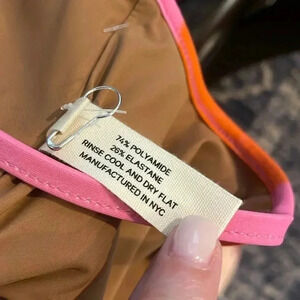 74% POLYAMIDE
26% ELASTANE
RINSE COOL AND DRY FLAT
MANUFACTURED IN NYC